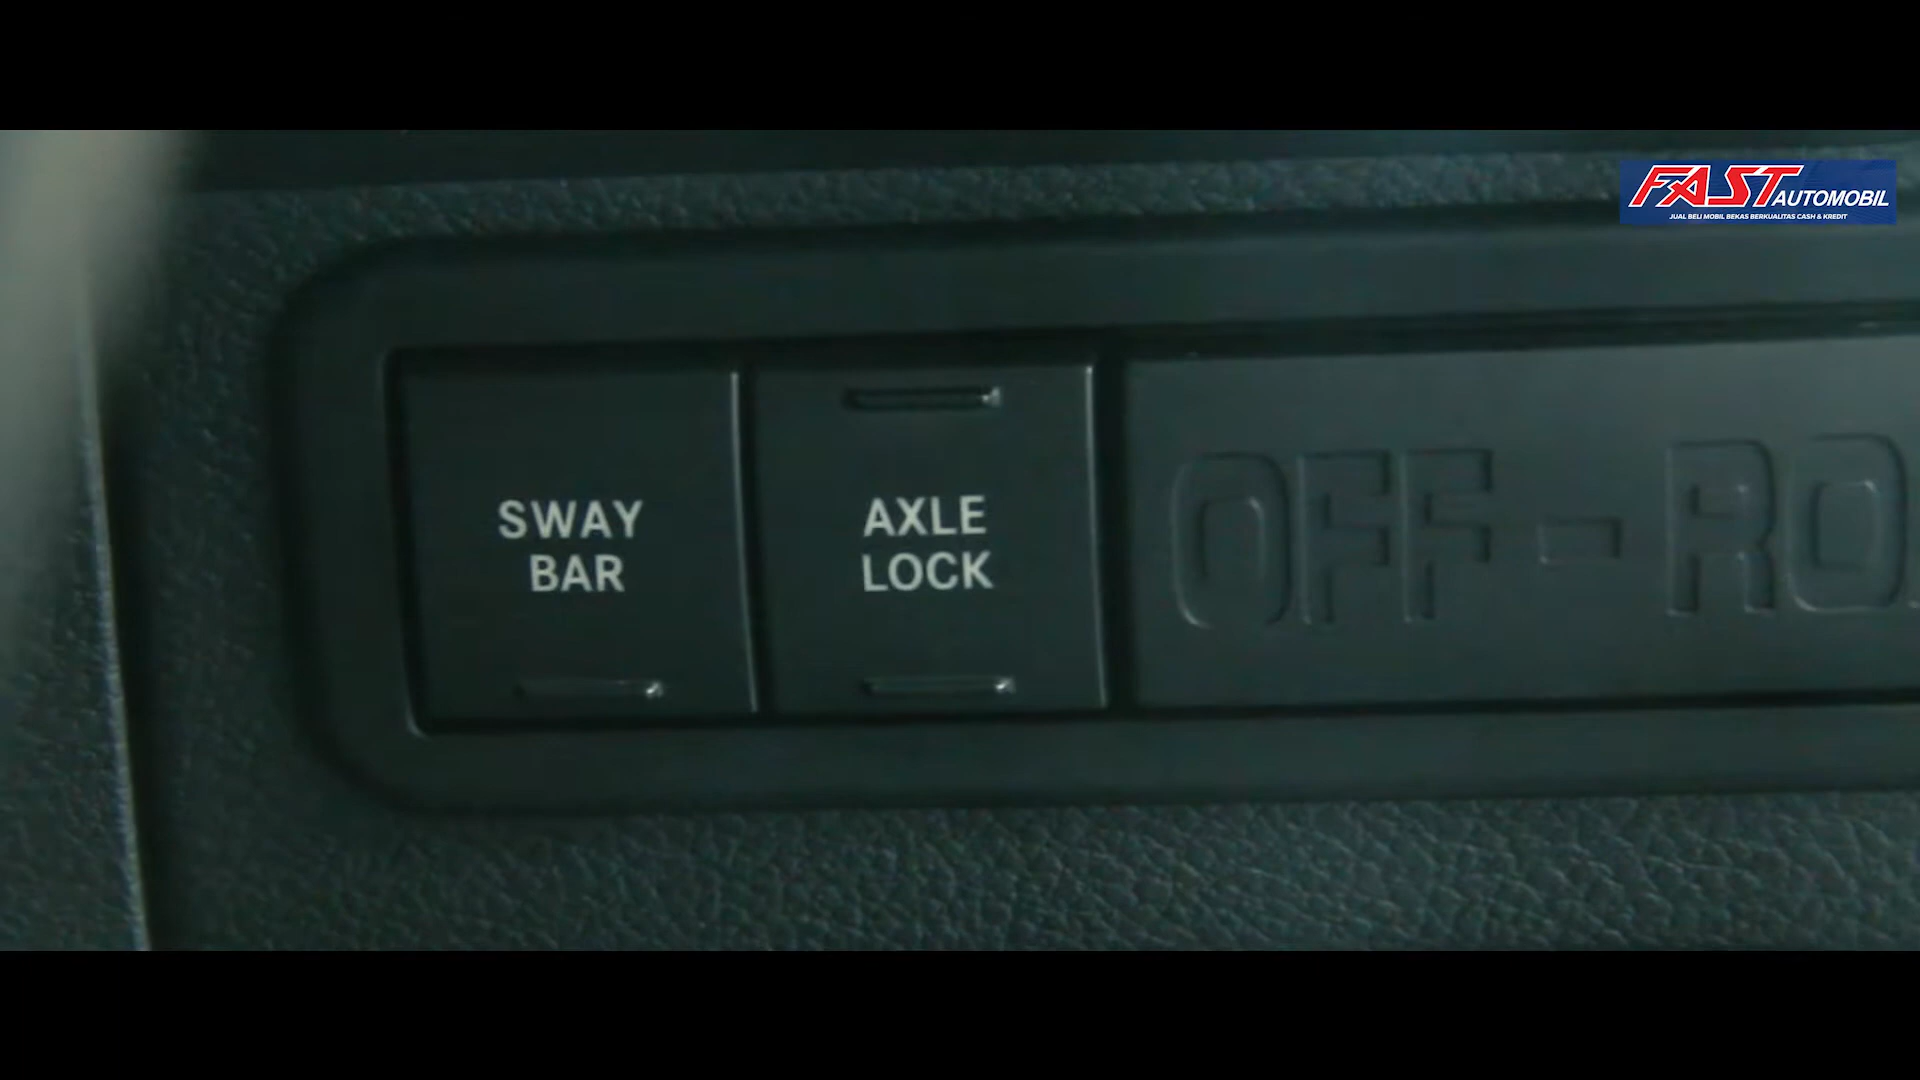 FAST AUTOMOBIL
JUAL BELI MOBIL BEKAS BERKUALITAS CASH & KREDIT
SWAY
BAR
AXLE
LOCK
OFF-RO